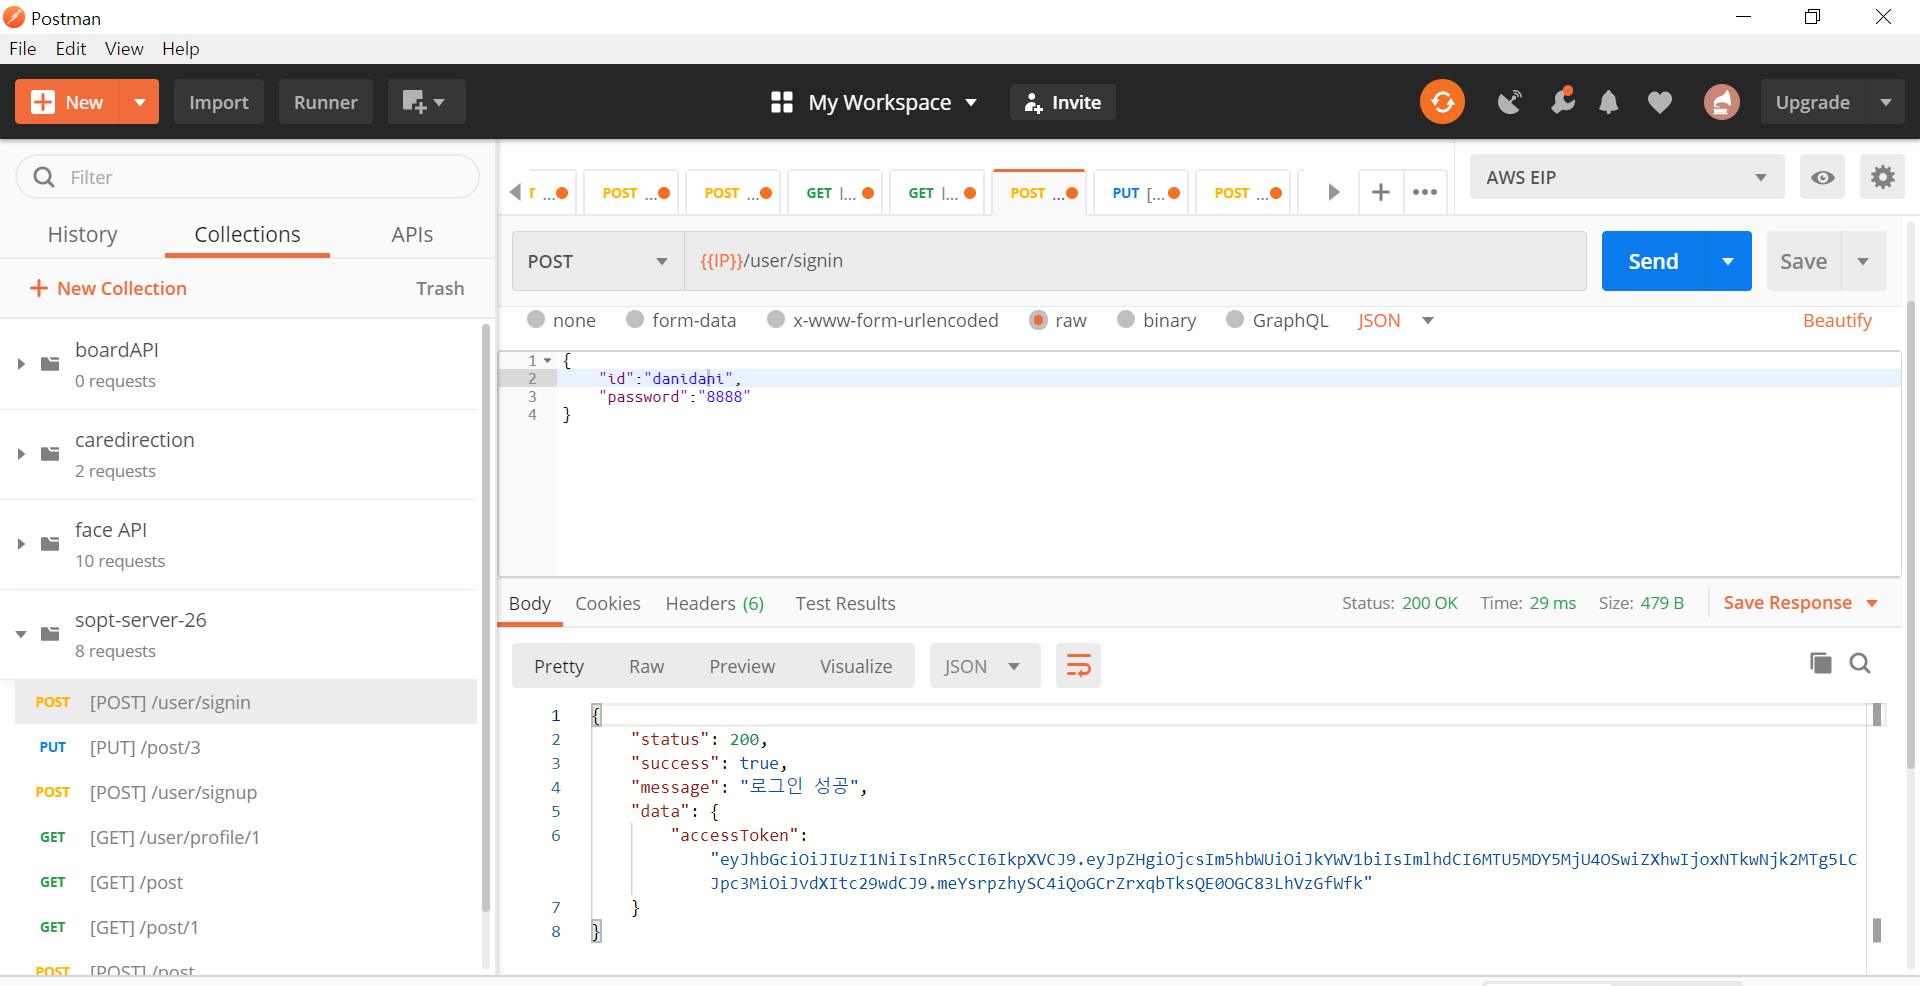 Postman
File Edit View Help
New Import Runner My Workspace Invite Upgrade
Filter
History Collections APIs
New Collection Trash
boardAPI
0 requests
caredirection
2 requests
face API
10 requests
sopt-server-26
8 requests
POST [POST] /user/signin
PUT [PUT] /post/3
POST [POST] /user/signup
GET [GET] /user/profile/1
GET [GET] /post
GET [GET] /post/1
POST [POST] /post
T ... POST ... POST ... GET l... GET l... POST ... PUT [... POST ...
AWS EIP
POST {{IP}}/user/signin Send Save
none form-data x-www-form-urlencoded raw binary GraphQL JSON Beautify
1 {
2 "id":"danidani",
3 "password":"8888"
4 }
Body Cookies Headers (6) Test Results Status: 200 OK Time: 29 ms Size: 479 B Save Response
Pretty Raw Preview Visualize JSON
1 {
2 "status": 200,
3 "success": true,
4 "message": "로그인 성공",
5 "data": {
6 "accessToken":
"eyJhbGciOiJIUzI1NiIsInR5cCI6IkpXVCJ9.eyJpZHgiOjcsIm5hbWUiOiJkYWV1biIsImlhdCI6MTU5MDY5MjU4OSwiZXhwIjoxNTkwNjk2MTg5LC
Jpc3MiOiJvdXItc29wdCJ9.meYsrpzhySC4iQoGCrZrxqbTksQE0OGC83LhVzGfWfk"
7 }
8 }